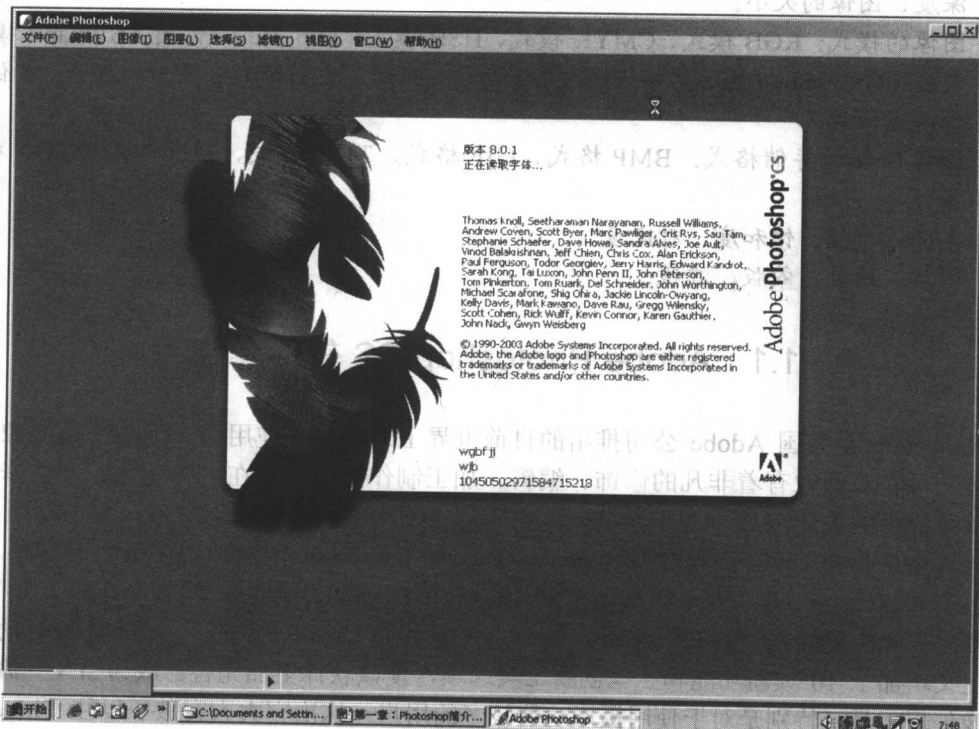 Adobe Photoshop
文件(F) 编辑(E) 图像(I) 图层(L) 选择(S) 滤镜(T) 视图(V) 窗口(W) 帮助(H)
版本 8.0.1
正在读取字体...
Thomas Knoll, Seetharaman Narayanan, Russell Williams,
Andrew Coven, Scott Byer, Marc Pawliger, Cris Rys, Sau Tam,
Stephanie Schaefer, Dave Howe, Sandra Alves, Joe Ault,
Vinod Balakrishnan, Jeff Chien, Chris Cox, Alan Erickson,
Paul Ferguson, Todor Georgiev, Jerry Harris, Edward Kandrot,
Sarah Kong, Tai Luxon, John Penn II, John Peterson,
Tom Pinkerton, Tom Ruark, Del Schneider, John Worthington,
Michael Scarafone, Shig Ohira, Jackie Lincoln-Owyang,
Kelly Davis, Mark Kawano, Dave Rau, Gregg Wilensky,
Scott Cohen, Rick Wulff, Kevin Connor, Karen Gauthier,
John Nack, Gwyn Weisberg
© 1990-2003 Adobe Systems Incorporated. All rights reserved.
Adobe, the Adobe logo and Photoshop are either registered
trademarks or trademarks of Adobe Systems Incorporated in
the United States and/or other countries.
wgbf jji
wjb
10450502971584715218
Adobe Photoshop CS
Adobe
开始 C:\Documents and Settin... 第一章：Photoshop简介... Adobe Photoshop 7:48